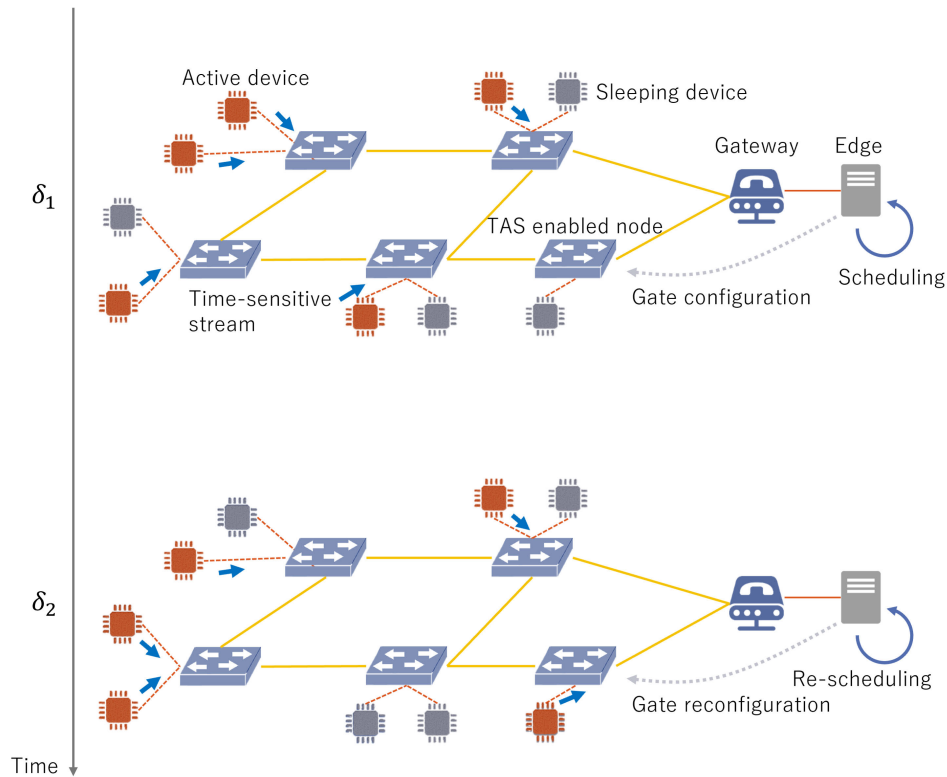 Active device
Sleeping device
Gateway
Edge
δ₁
TAS enabled node
Time-sensitive
stream
Gate configuration
Scheduling
δ₂
Gate reconfiguration
Re-scheduling
Time